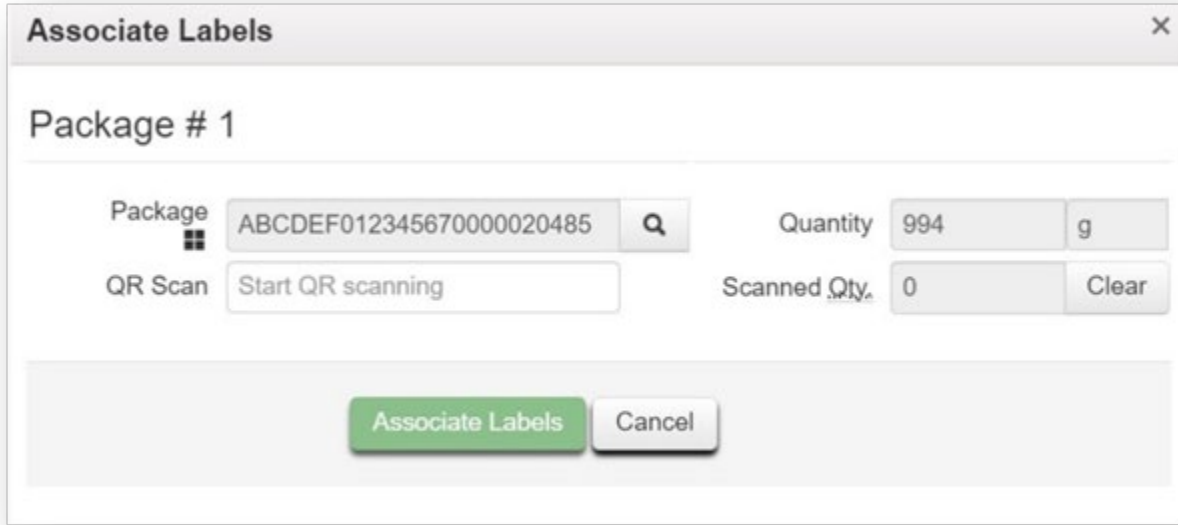 Associate Labels ×
Package # 1
Package ABCDEF012345670000020485 Quantity 994 g
QR Scan Start QR scanning Scanned Qty. 0 Clear
Associate Labels Cancel